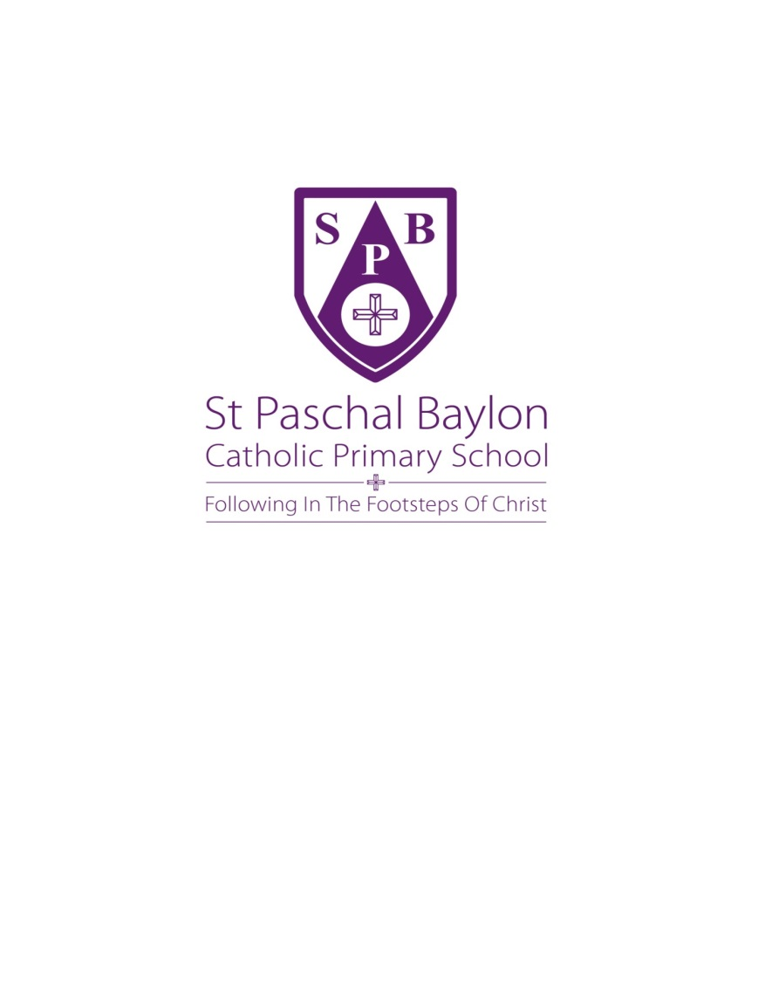 S P B
St Paschal Baylon
Catholic Primary School
Following In The Footsteps Of Christ